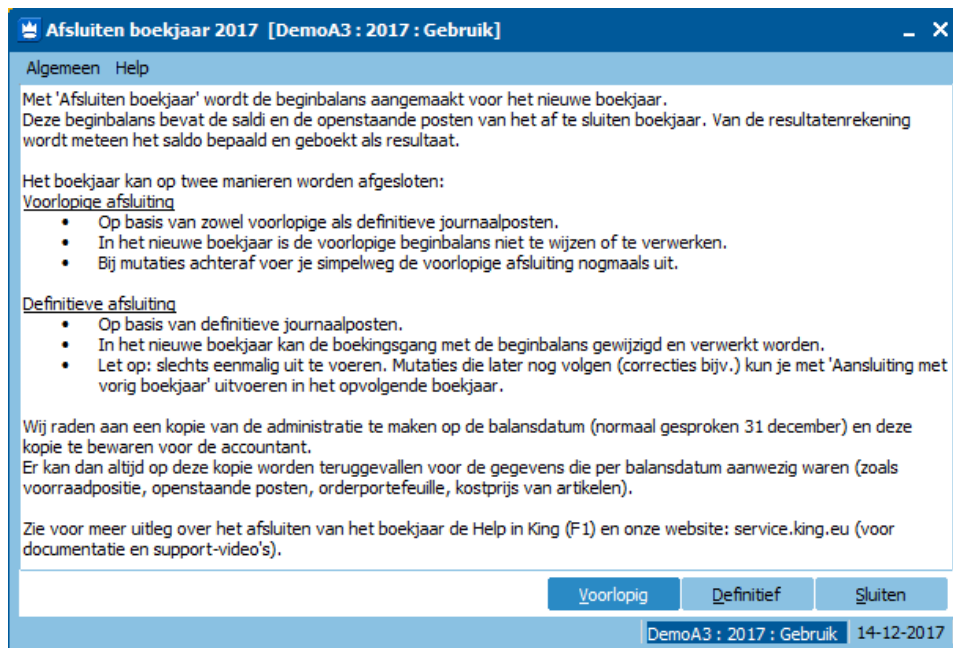 Afsluiten boekjaar 2017 [DemoA3 : 2017 : Gebruik]
Algemeen Help
Met 'Afsluiten boekjaar' wordt de beginbalans aangemaakt voor het nieuwe boekjaar.
Deze beginbalans bevat de saldi en de openstaande posten van het af te sluiten boekjaar. Van de resultatenrekening
wordt meteen het saldo bepaald en geboekt als resultaat.
Het boekjaar kan op twee manieren worden afgesloten:
Voorlopige afsluiting
• Op basis van zowel voorlopige als definitieve journaalposten.
• In het nieuwe boekjaar is de voorlopige beginbalans niet te wijzen of te verwerken.
• Bij mutaties achteraf voer je simpelweg de voorlopige afsluiting nogmaals uit.
Definitieve afsluiting
• Op basis van definitieve journaalposten.
• In het nieuwe boekjaar kan de boekingsgang met de beginbalans gewijzigd en verwerkt worden.
• Let op: slechts eenmalig uit te voeren. Mutaties die later nog volgen (correcties bijv.) kun je met 'Aansluiting met
vorig boekjaar' uitvoeren in het opvolgende boekjaar.
Wij raden aan een kopie van de administratie te maken op de balansdatum (normaal gesproken 31 december) en deze
kopie te bewaren voor de accountant.
Er kan dan altijd op deze kopie worden teruggevallen voor de gegevens die per balansdatum aanwezig waren (zoals
voorraadpositie, openstaande posten, orderportefeuille, kostprijs van artikelen).
Zie voor meer uitleg over het afsluiten van het boekjaar de Help in King (F1) en onze website: service.king.eu (voor
documentatie en support-video's).
Voorlopig Definitief Sluiten
DemoA3 : 2017 : Gebruik 14-12-2017